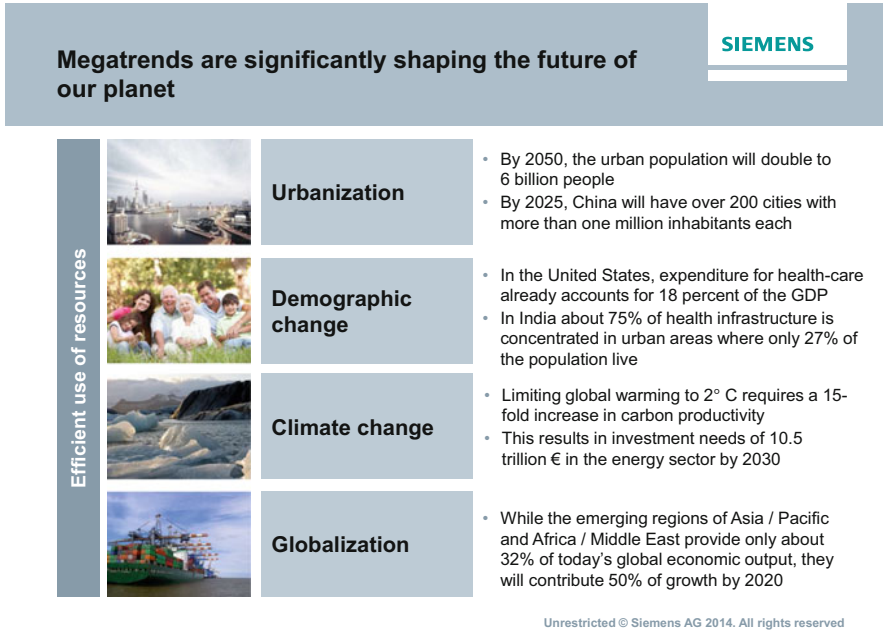 SIEMENS
Megatrends are significantly shaping the future of
our planet
Efficient use of resources
Urbanization
• By 2050, the urban population will double to
6 billion people
• By 2025, China will have over 200 cities with
more than one million inhabitants each
Demographic
change
• In the United States, expenditure for health-care
already accounts for 18 percent of the GDP
• In India about 75% of health infrastructure is
concentrated in urban areas where only 27% of
the population live
Climate change
• Limiting global warming to 2° C requires a 15-
fold increase in carbon productivity
• This results in investment needs of 10.5
trillion € in the energy sector by 2030
Globalization
• While the emerging regions of Asia / Pacific
and Africa / Middle East provide only about
32% of today’s global economic output, they
will contribute 50% of growth by 2020
Unrestricted © Siemens AG 2014. All rights reserved